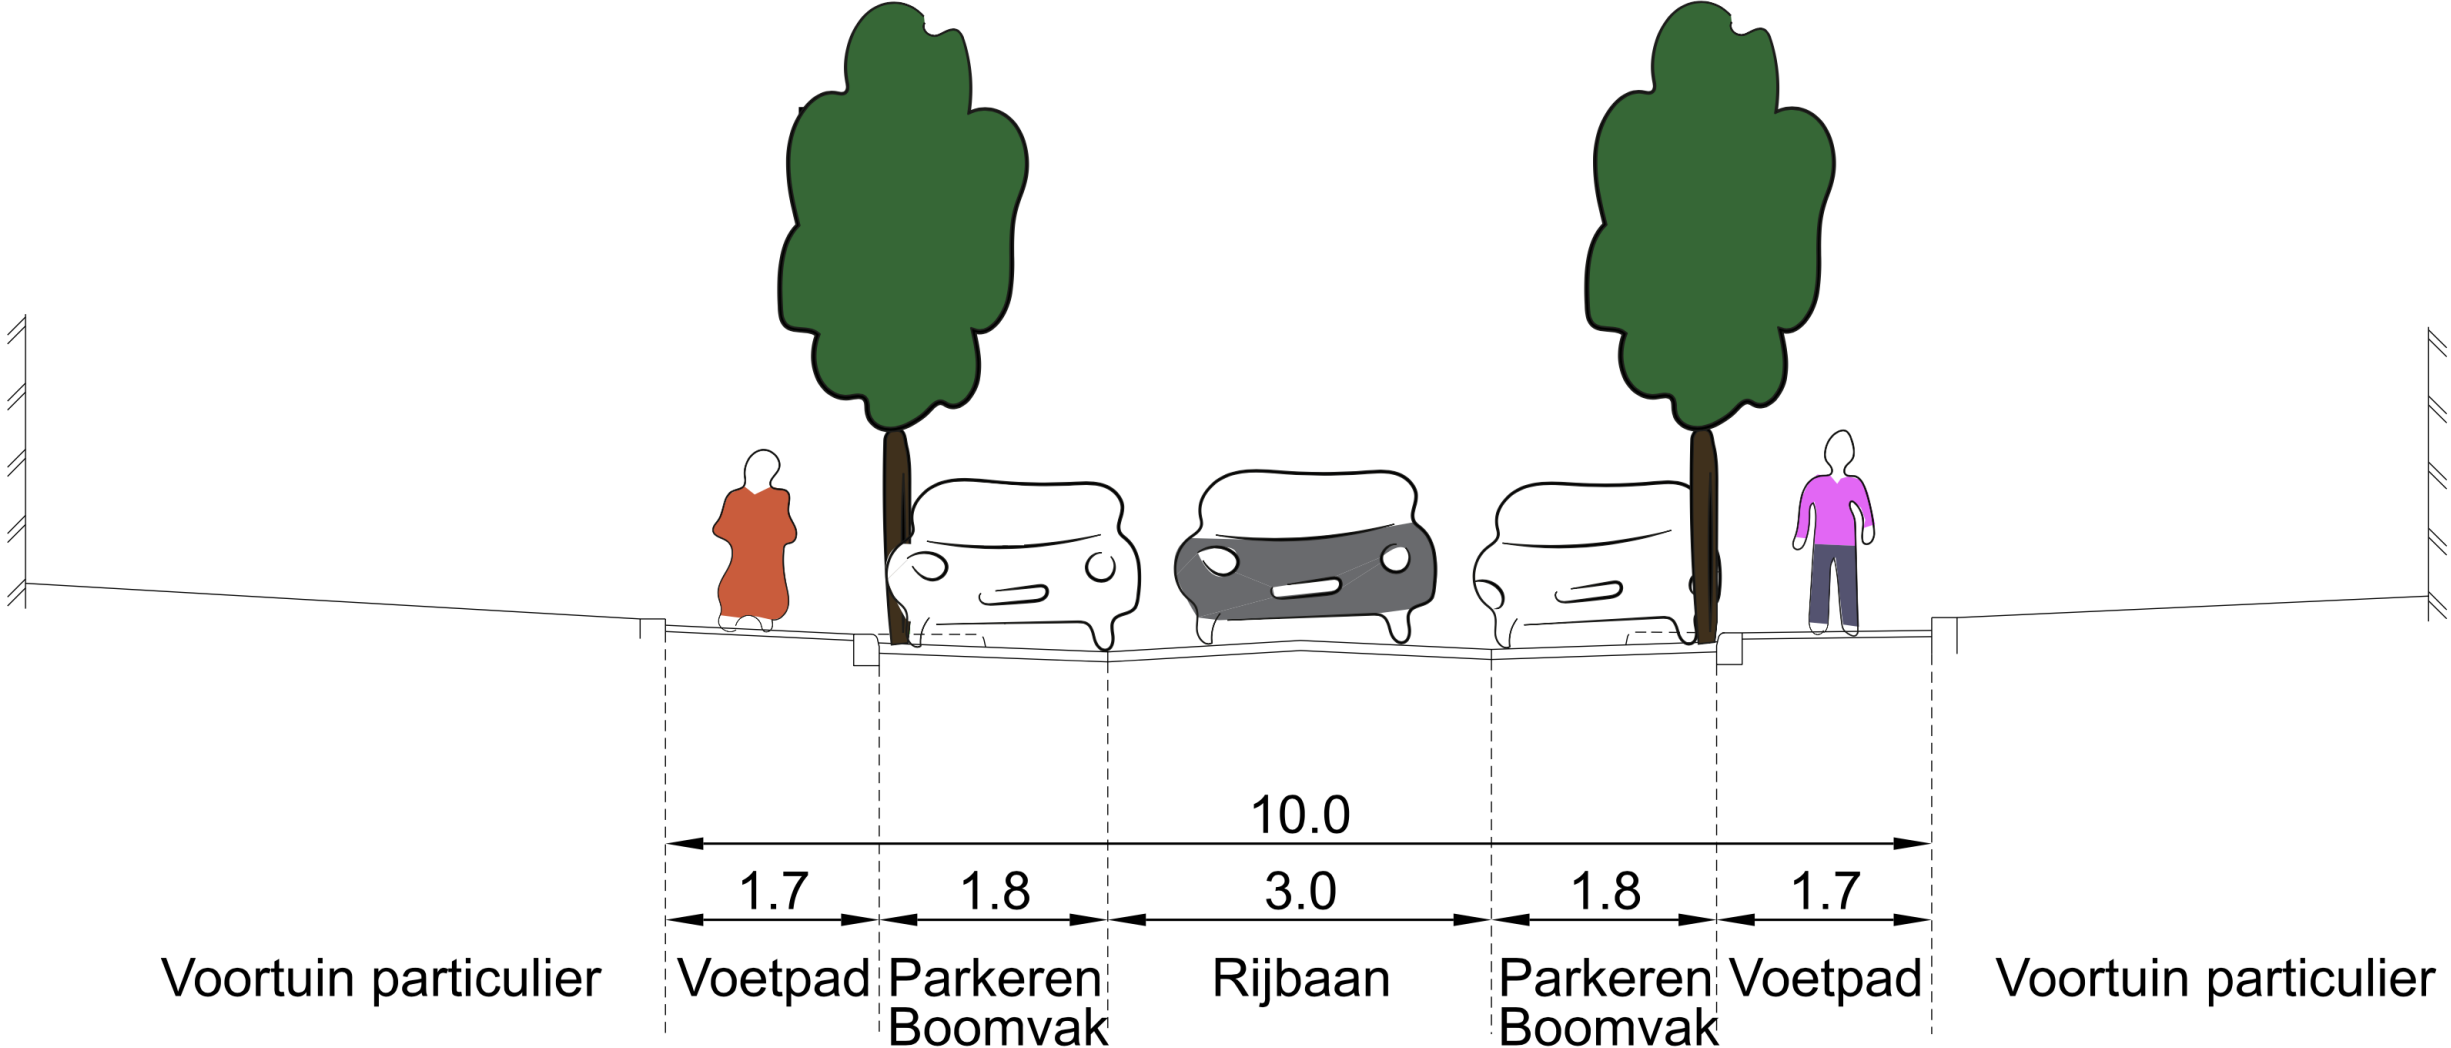 10.0
1.7 1.8 3.0 1.8 1.7
Voortuin particulier Voetpad Parkeren Rijbaan Parkeren Voetpad Voortuin particulier
Boomvak Boomvak